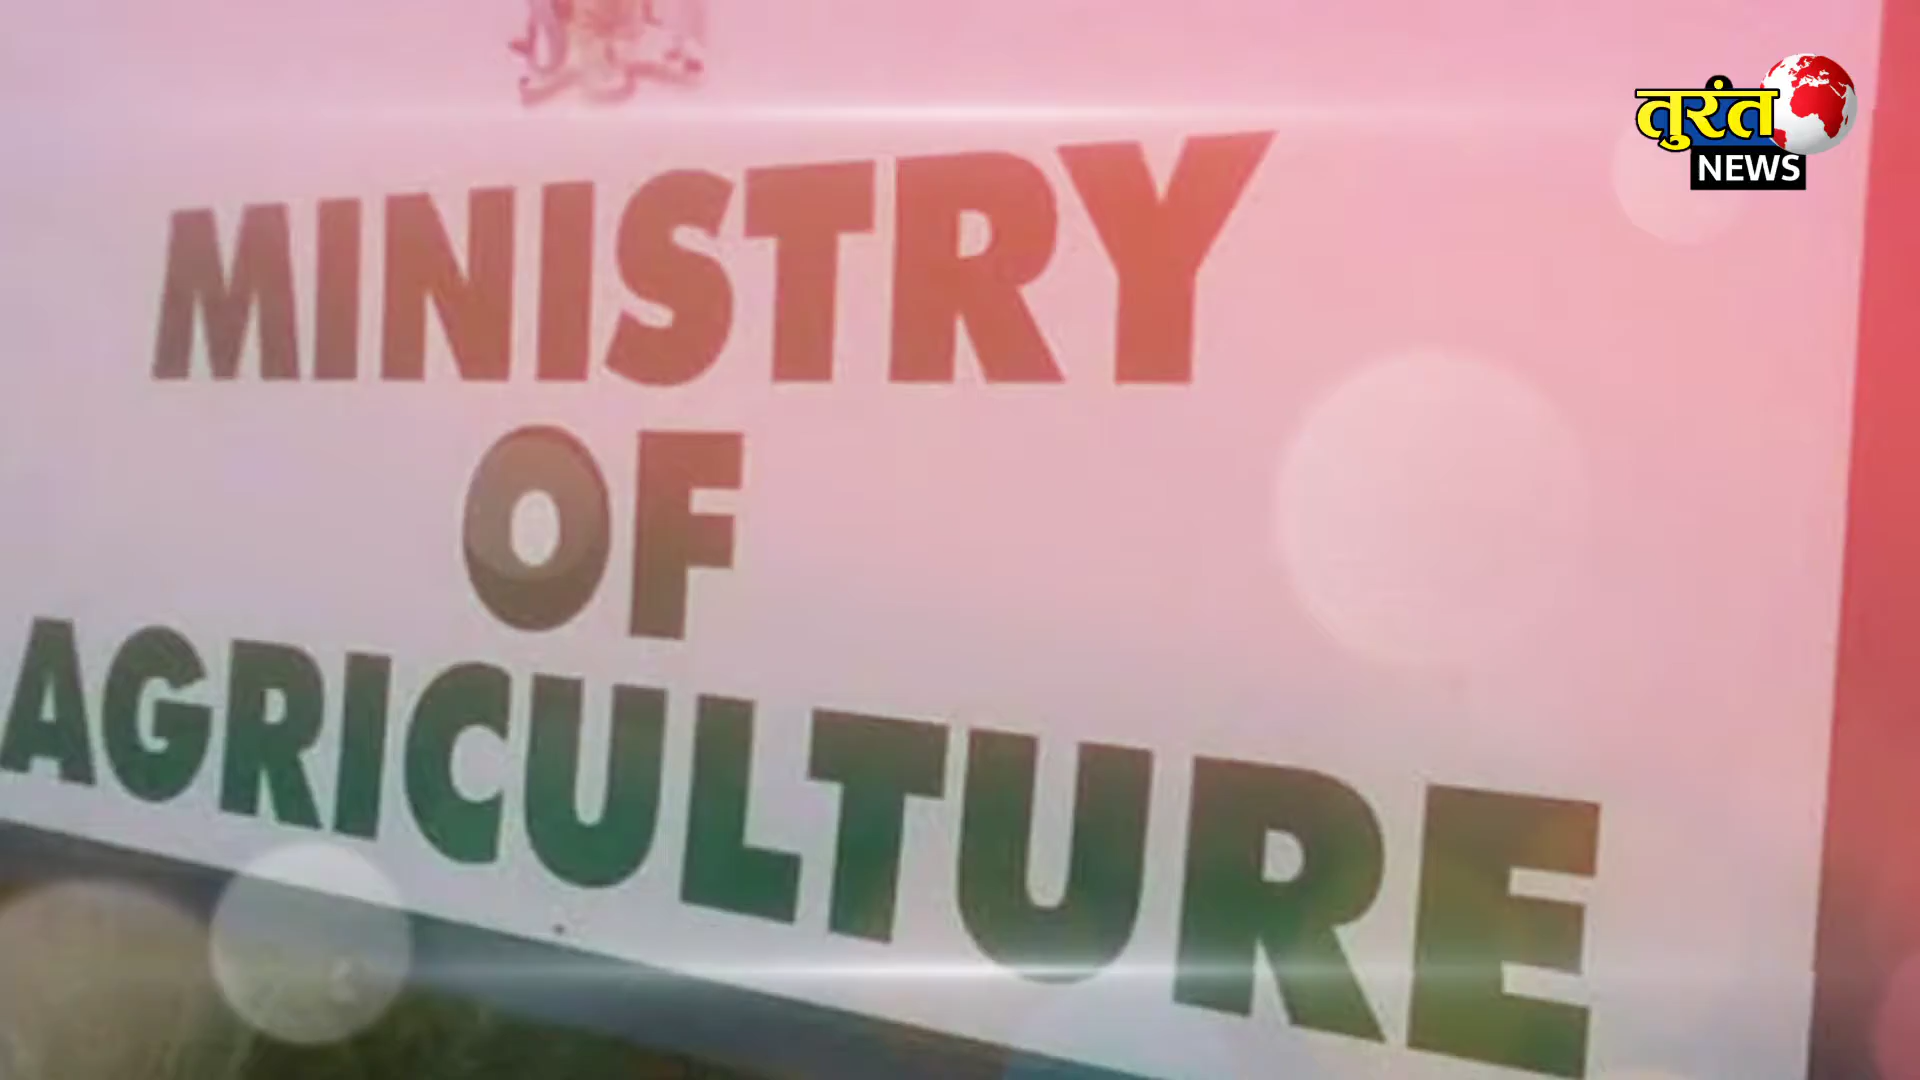 तुरंत
NEWS
MINISTRY
OF
AGRICULTURE